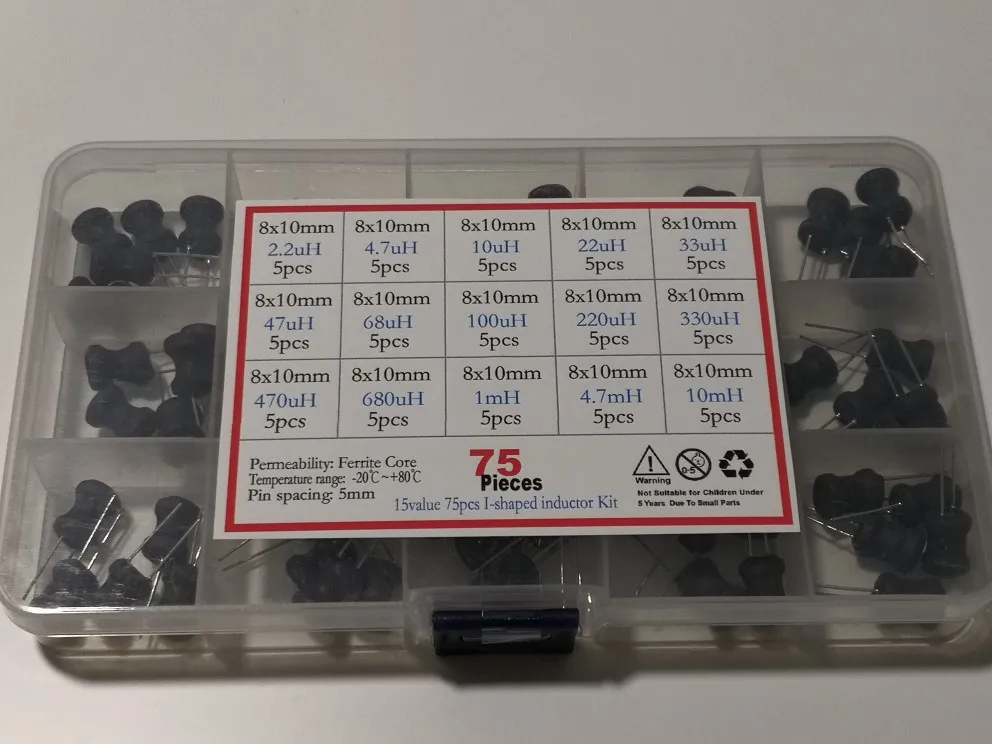 8x10mm 8x10mm 8x10mm 8x10mm 8x10mm
2.2uH 4.7uH 10uH 22uH 33uH
5pcs 5pcs 5pcs 5pcs 5pcs
8x10mm 8x10mm 8x10mm 8x10mm 8x10mm
47uH 68uH 100uH 220uH 330uH
5pcs 5pcs 5pcs 5pcs 5pcs
8x10mm 8x10mm 8x10mm 8x10mm 8x10mm
470uH 680uH 1mH 4.7mH 10mH
5pcs 5pcs 5pcs 5pcs 5pcs
Permeability: Ferrite Core
Temperature range: -20℃~+80℃
Pin spacing: 5mm
75
Pieces
15value 75pcs I-shaped inductor Kit
0-5
Warning
Not Suitable for Children Under
5 Years Due To Small Parts